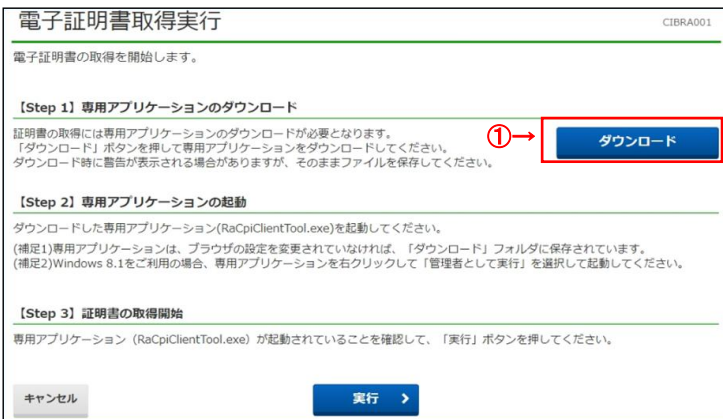 電子証明書取得実行
CIBRA001
電子証明書の取得を開始します。
【Step 1】専用アプリケーションのダウンロード
証明書の取得には専用アプリケーションのダウンロードが必要となります。
「ダウンロード」ボタンを押して専用アプリケーションをダウンロードしてください。
ダウンロード時に警告が表示される場合がありますが、そのままファイルを保存してください。
①→
ダウンロード
【Step 2】専用アプリケーションの起動
ダウンロードした専用アプリケーション(RaCpiClientTool.exe)を起動してください。
(補足1)専用アプリケーションは、ブラウザの設定を変更されていなければ、「ダウンロード」フォルダに保存されています。
(補足2)Windows 8.1をご利用の場合、専用アプリケーションを右クリックして「管理者として実行」を選択して起動してください。
【Step 3】証明書の取得開始
専用アプリケーション（RaCpiClientTool.exe）が起動されていることを確認して、「実行」ボタンを押してください。
キャンセル
実行 >